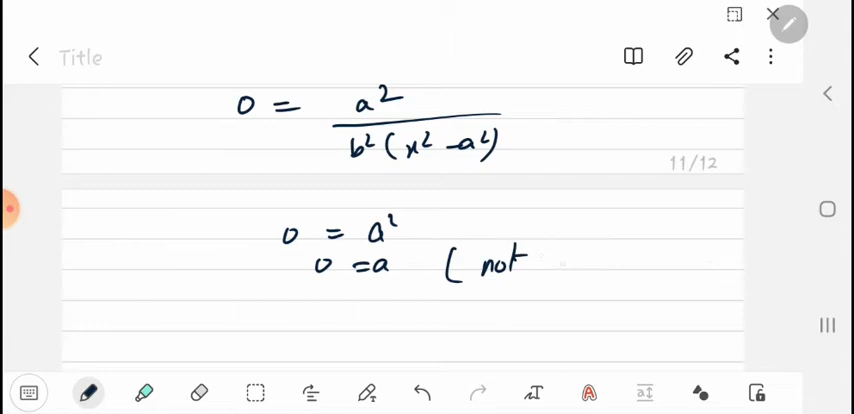 Title
0 = a² / b² (x² - a²)
11/12
0 = a²
0 = a ( not